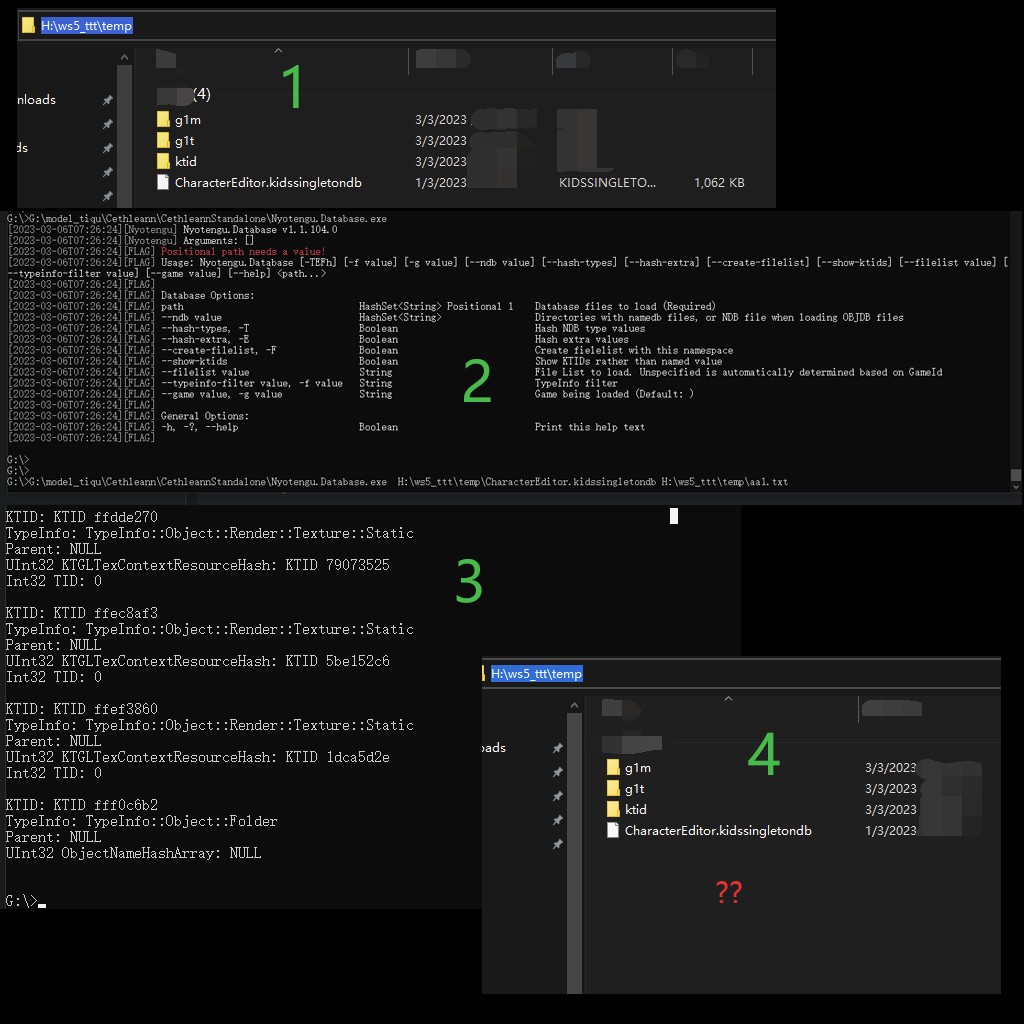 H:\ws5_ttt\temp
1
nloads
(4)
g1m 3/3/2023
g1t 3/3/2023
ds
ktid 3/3/2023
CharacterEditor.kidssingletondb 1/3/2023 KIDSSINGLETO... 1,062 KB
G:\>G:\model_tiqu\Cethleann\CethleannStandalone\Nyotengu.Database.exe
[2023-03-06T07:26:24][Nyotengu] Nyotengu.Database v1.1.104.0
[2023-03-06T07:26:24][Nyotengu] Arguments: []
[2023-03-06T07:26:24][FLAG] Positional path needs a value!
[2023-03-06T07:26:24][FLAG] Usage: Nyotengu.Database [-TEFh] [-f value] [-g value] [--ndb value] [--hash-types] [--hash-extra] [--create-filelist] [--show-ktids] [--filelist value] [
--typeinfo-filter value] [--game value] [--help] <path...>
[2023-03-06T07:26:24][FLAG]
[2023-03-06T07:26:24][FLAG] Database Options:
[2023-03-06T07:26:24][FLAG] path HashSet<String> Positional 1 Database files to load (Required)
[2023-03-06T07:26:24][FLAG] --ndb value HashSet<String> Directories with namedb files, or NDB file when loading OBJDB files
[2023-03-06T07:26:24][FLAG] --hash-types, -T Boolean Hash NDB type values
[2023-03-06T07:26:24][FLAG] --hash-extra, -E Boolean Hash extra values
[2023-03-06T07:26:24][FLAG] --create-filelist, -F Boolean Create fielelist with this namespace
[2023-03-06T07:26:24][FLAG] --show-ktids Boolean Show KTIDs rather than named value
[2023-03-06T07:26:24][FLAG] --filelist value String File List to load. Unspecified is automatically determined based on GameId
[2023-03-06T07:26:24][FLAG] --typeinfo-filter value, -f value String TypeInfo filter
[2023-03-06T07:26:24][FLAG] --game value, -g value String Game being loaded (Default: )
[2023-03-06T07:26:24][FLAG]
[2023-03-06T07:26:24][FLAG] General Options:
[2023-03-06T07:26:24][FLAG] -h, -?, --help Boolean Print this help text
[2023-03-06T07:26:24][FLAG]
2
G:\>
G:\>
G:\>G:\model_tiqu\Cethleann\CethleannStandalone\Nyotengu.Database.exe H:\ws5_ttt\temp\CharacterEditor.kidssingletondb H:\ws5_ttt\temp\aa1.txt
KTID: KTID ffdde270
TypeInfo: TypeInfo::Object::Render::Texture::Static
Parent: NULL
UInt32 KTGLTexContextResourceHash: KTID 79073525
Int32 TID: 0
3
KTID: KTID ffec8af3
TypeInfo: TypeInfo::Object::Render::Texture::Static
Parent: NULL
UInt32 KTGLTexContextResourceHash: KTID 5be152c6
Int32 TID: 0
KTID: KTID ffef3860
TypeInfo: TypeInfo::Object::Render::Texture::Static
Parent: NULL
UInt32 KTGLTexContextResourceHash: KTID 1dca5d2e
Int32 TID: 0
KTID: KTID fff0c6b2
TypeInfo: TypeInfo::Object::Folder
Parent: NULL
UInt32 ObjectNameHashArray: NULL
G:\>
H:\ws5_ttt\temp
4
oads
g1m 3/3/2023
g1t 3/3/2023
ktid 3/3/2023
CharacterEditor.kidssingletondb 1/3/2023
??